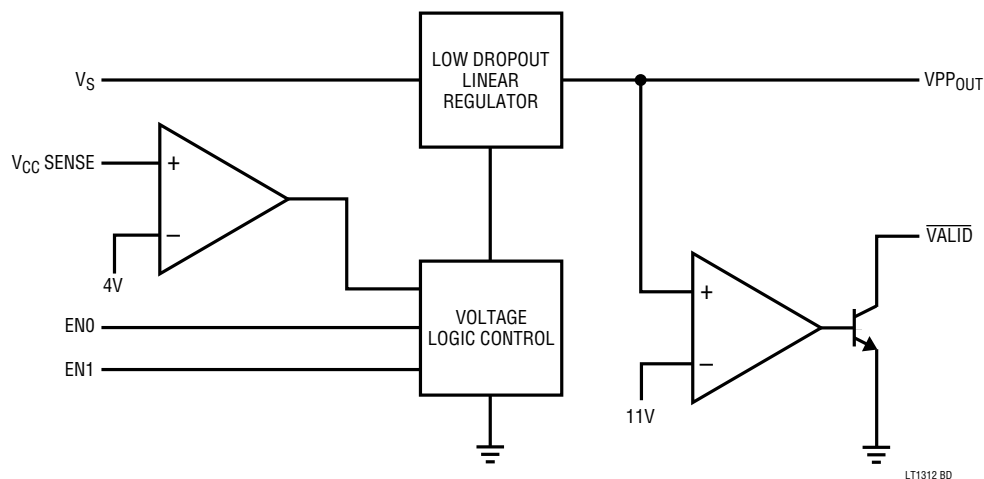 LOW DROPOUT
LINEAR
REGULATOR
VS
VPPOUT
VCC SENSE
+
–
4V
EN0
EN1
VOLTAGE
LOGIC CONTROL
+
–
11V
VALID
LT1312 BD